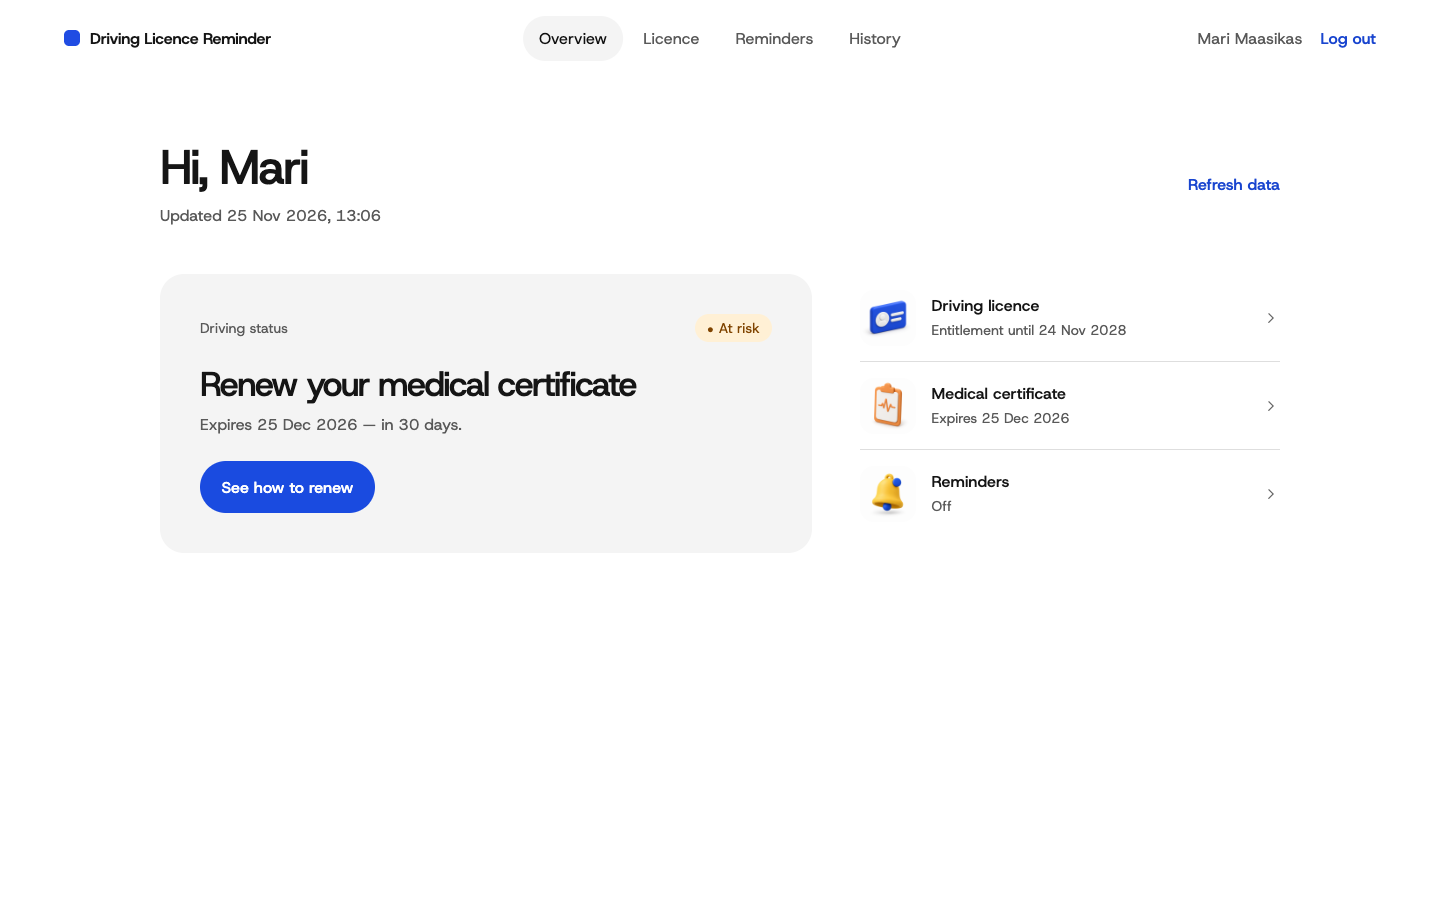 Driving Licence Reminder
Overview
Licence
Reminders
History
Mari Maasikas
Log out
Hi, Mari
Updated 25 Nov 2026, 13:06
Refresh data
Driving status
• At risk
Renew your medical certificate
Expires 25 Dec 2026 — in 30 days.
See how to renew
Driving licence
Entitlement until 24 Nov 2028
Medical certificate
Expires 25 Dec 2026
Reminders
Off